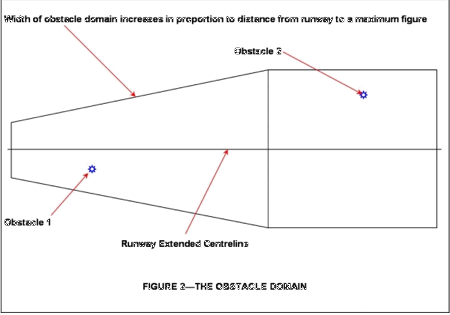 Width of obstacle domain increases in proportion to distance from runway to a maximum figure
Obstacle 2
Obstacle 1
Runway Extended Centreline
FIGURE 2—THE OBSTACLE DOMAIN